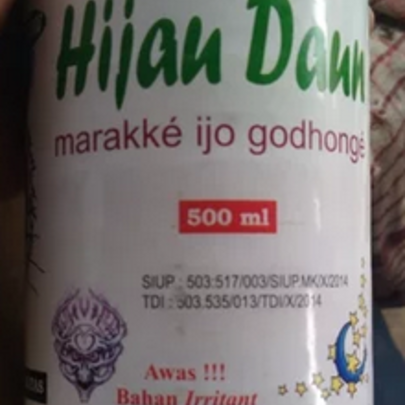 Hijau Daun
marakké ijo godhongé
500 ml
SIUP : 503:517/003/SIUP.MK/X/2014
TDI : 503.535/013/TDI/X/2014
Awas !!!
Bahan Irritant